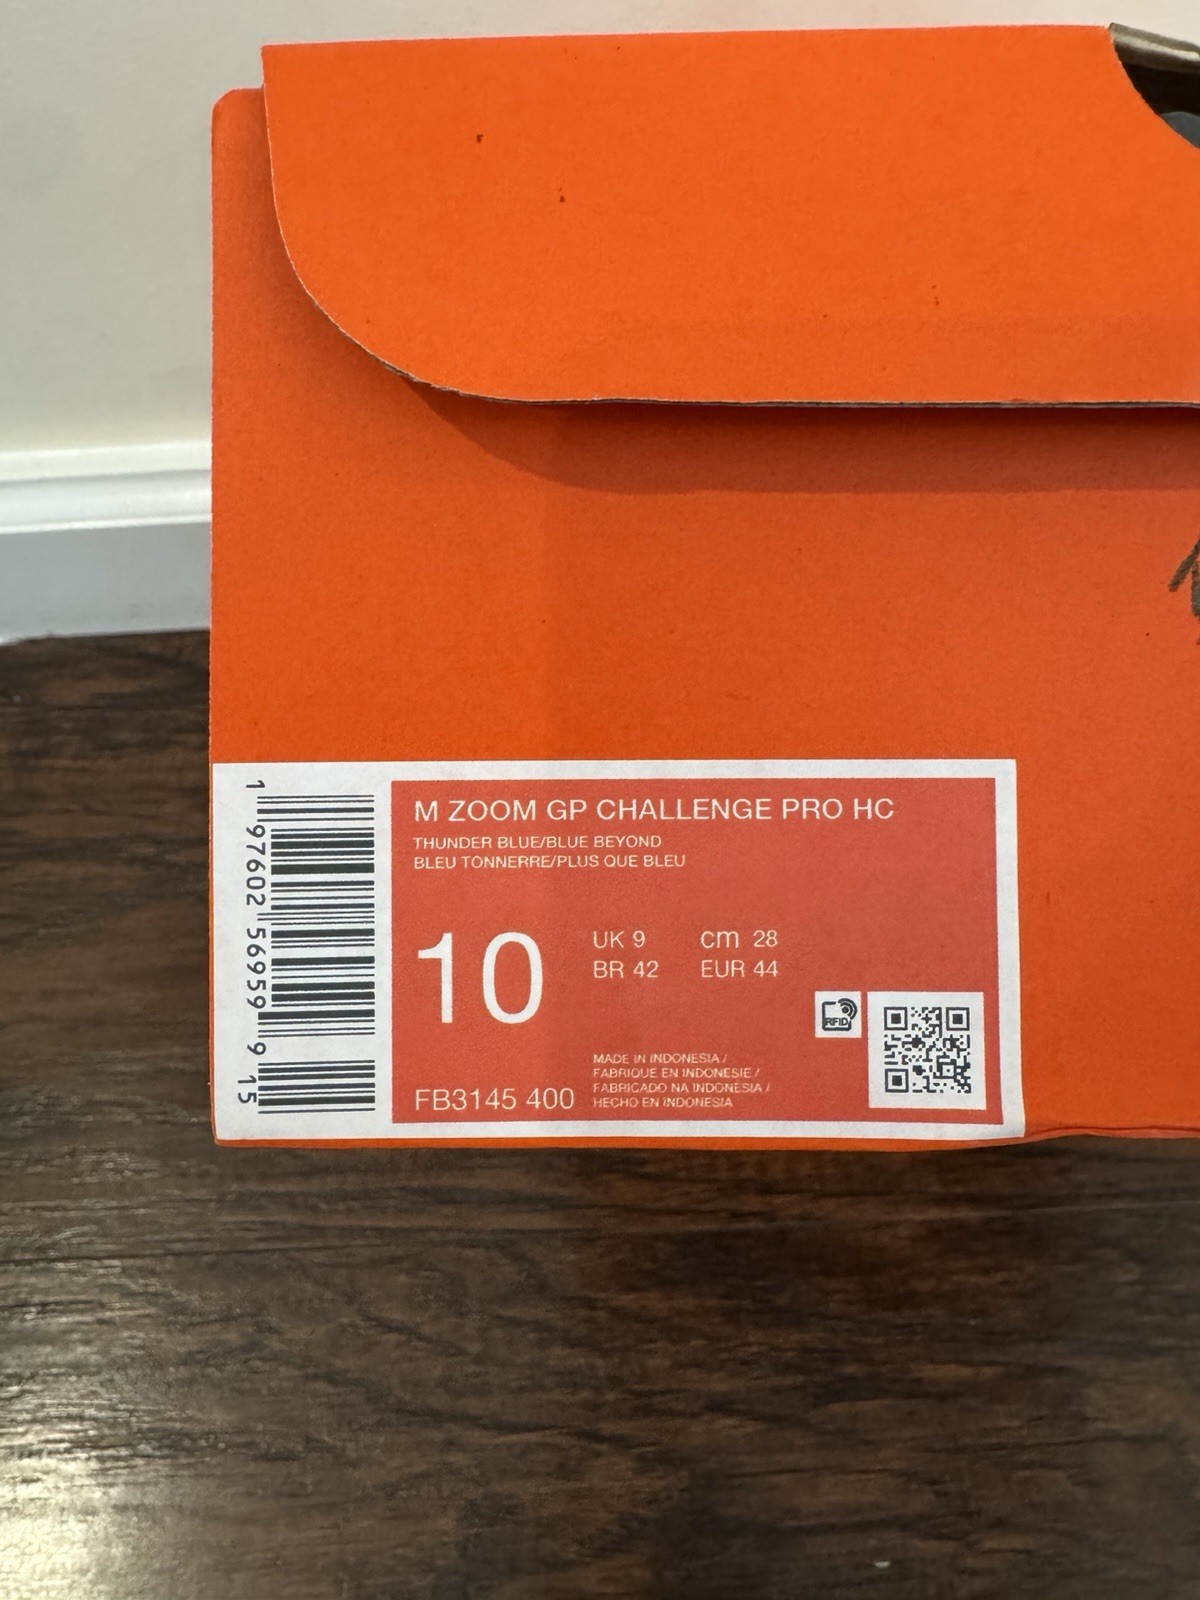 M ZOOM GP CHALLENGE PRO HC
THUNDER BLUE/BLUE BEYOND
BLEU TONNERRE/PLUS QUE BLEU
10
UK 9 cm 28
BR 42 EUR 44
RFID
MADE IN INDONESIA /
FABRIQUE EN INDONESIE /
FABRICADO NA INDONESIA /
HECHO EN INDONESIA
FB3145 400
1 97602 56959 9 15